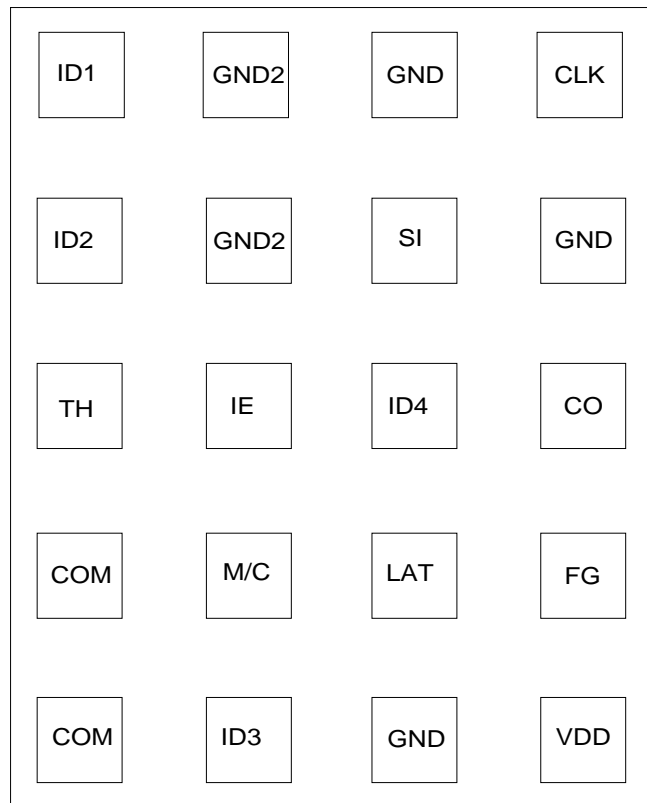 ID1 GND2 GND CLK
ID2 GND2 SI GND
TH IE ID4 CO
COM M/C LAT FG
COM ID3 GND VDD